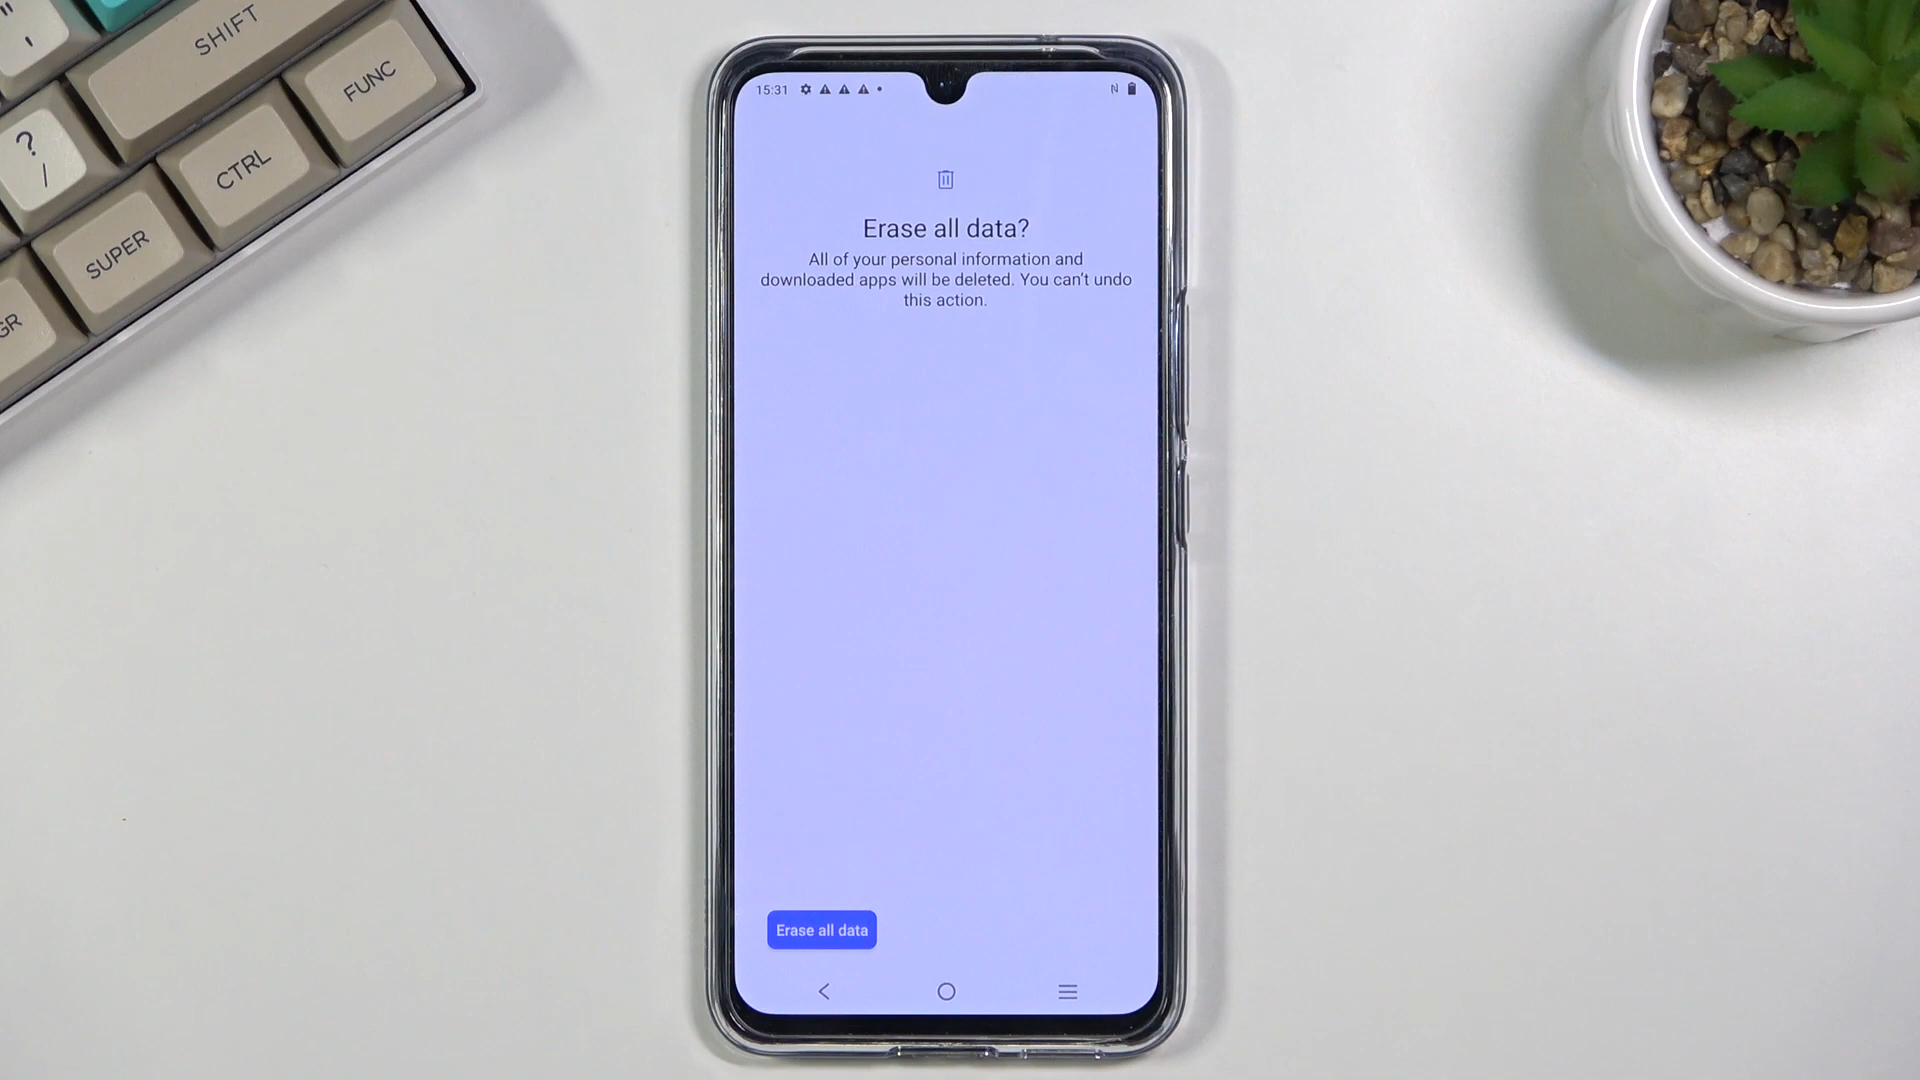 "
'
SHIFT
FUNC
?
/
CTRL
SUPER
GR
15:31
Erase all data?
All of your personal information and
downloaded apps will be deleted. You can't undo
this action.
Erase all data